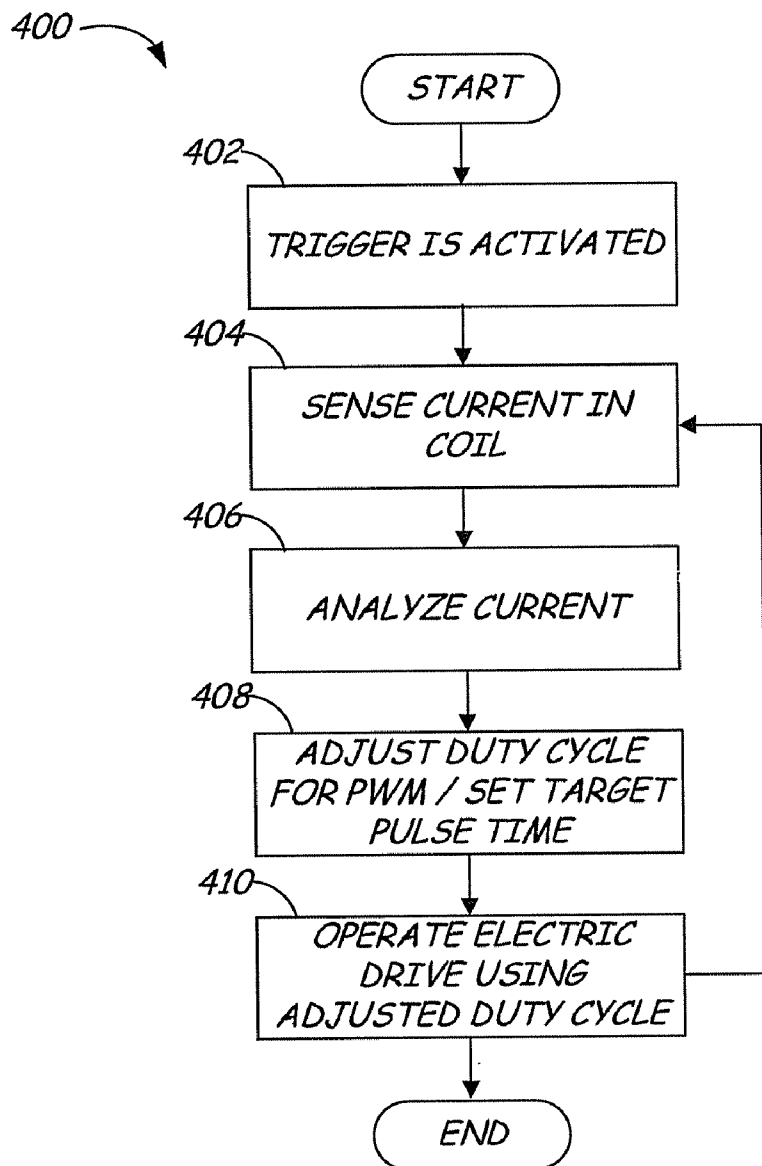 400
START
402
TRIGGER IS ACTIVATED
404
SENSE CURRENT IN
COIL
406
ANALYZE CURRENT
408
ADJUST DUTY CYCLE
FOR PWM / SET TARGET
PULSE TIME
410
OPERATE ELECTRIC
DRIVE USING
ADJUSTED DUTY CYCLE
END